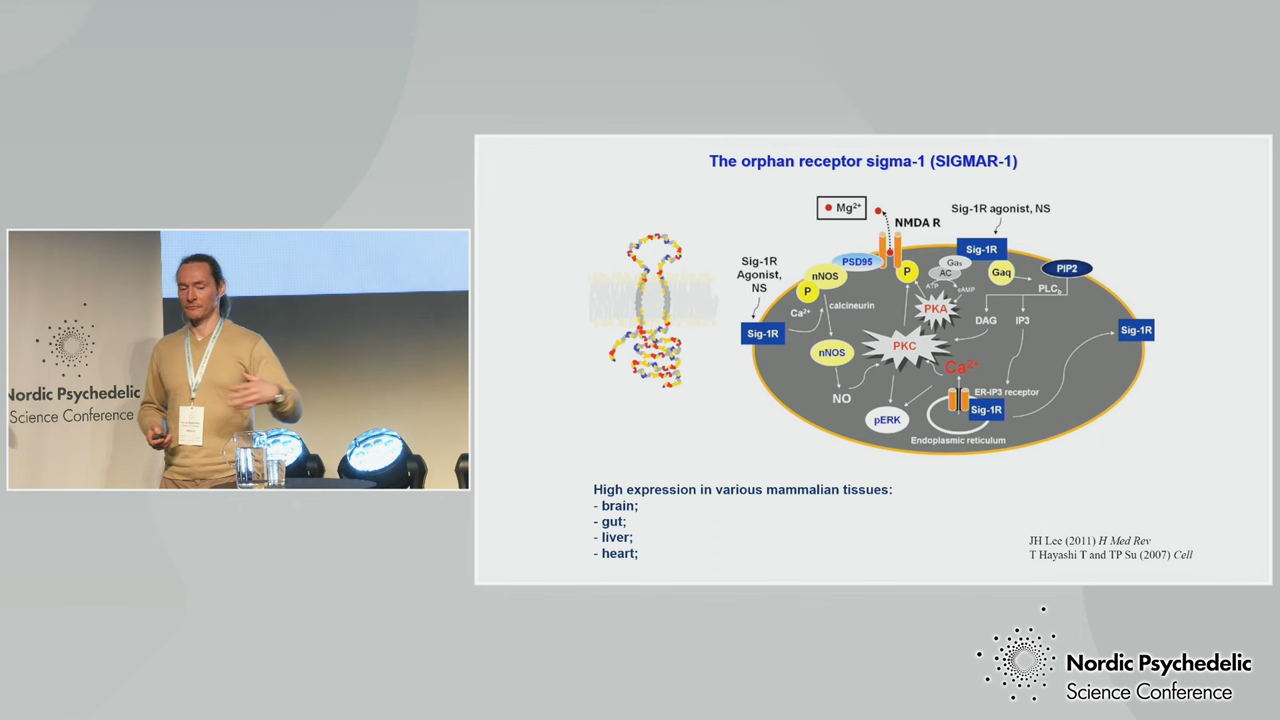 The orphan receptor sigma-1 (SIGMAR-1)
Mg²⁺
Sig-1R agonist, NS
NMDA R
Sig-1R
Agonist,
NS
PSD95
nNOS
P
P
Gaₛ
AC
ATP
cAMP
Sig-1R
Gaq
PIP2
PLC
Ca²⁺
calcineurin
PKA
DAG
IP3
Sig-1R
Sig-1R
PKC
nNOS
Ca²⁺
NO
ER-IP3 receptor
Sig-1R
pERK
Endoplasmic reticulum
High expression in various mammalian tissues:
- brain;
- gut;
- liver;
- heart;
JH Lee (2011) H Med Rev
T Hayashi T and TP Su (2007) Cell
Nordic Psychedelic
Science Conference
Nordic Psychedelic
Science Conference